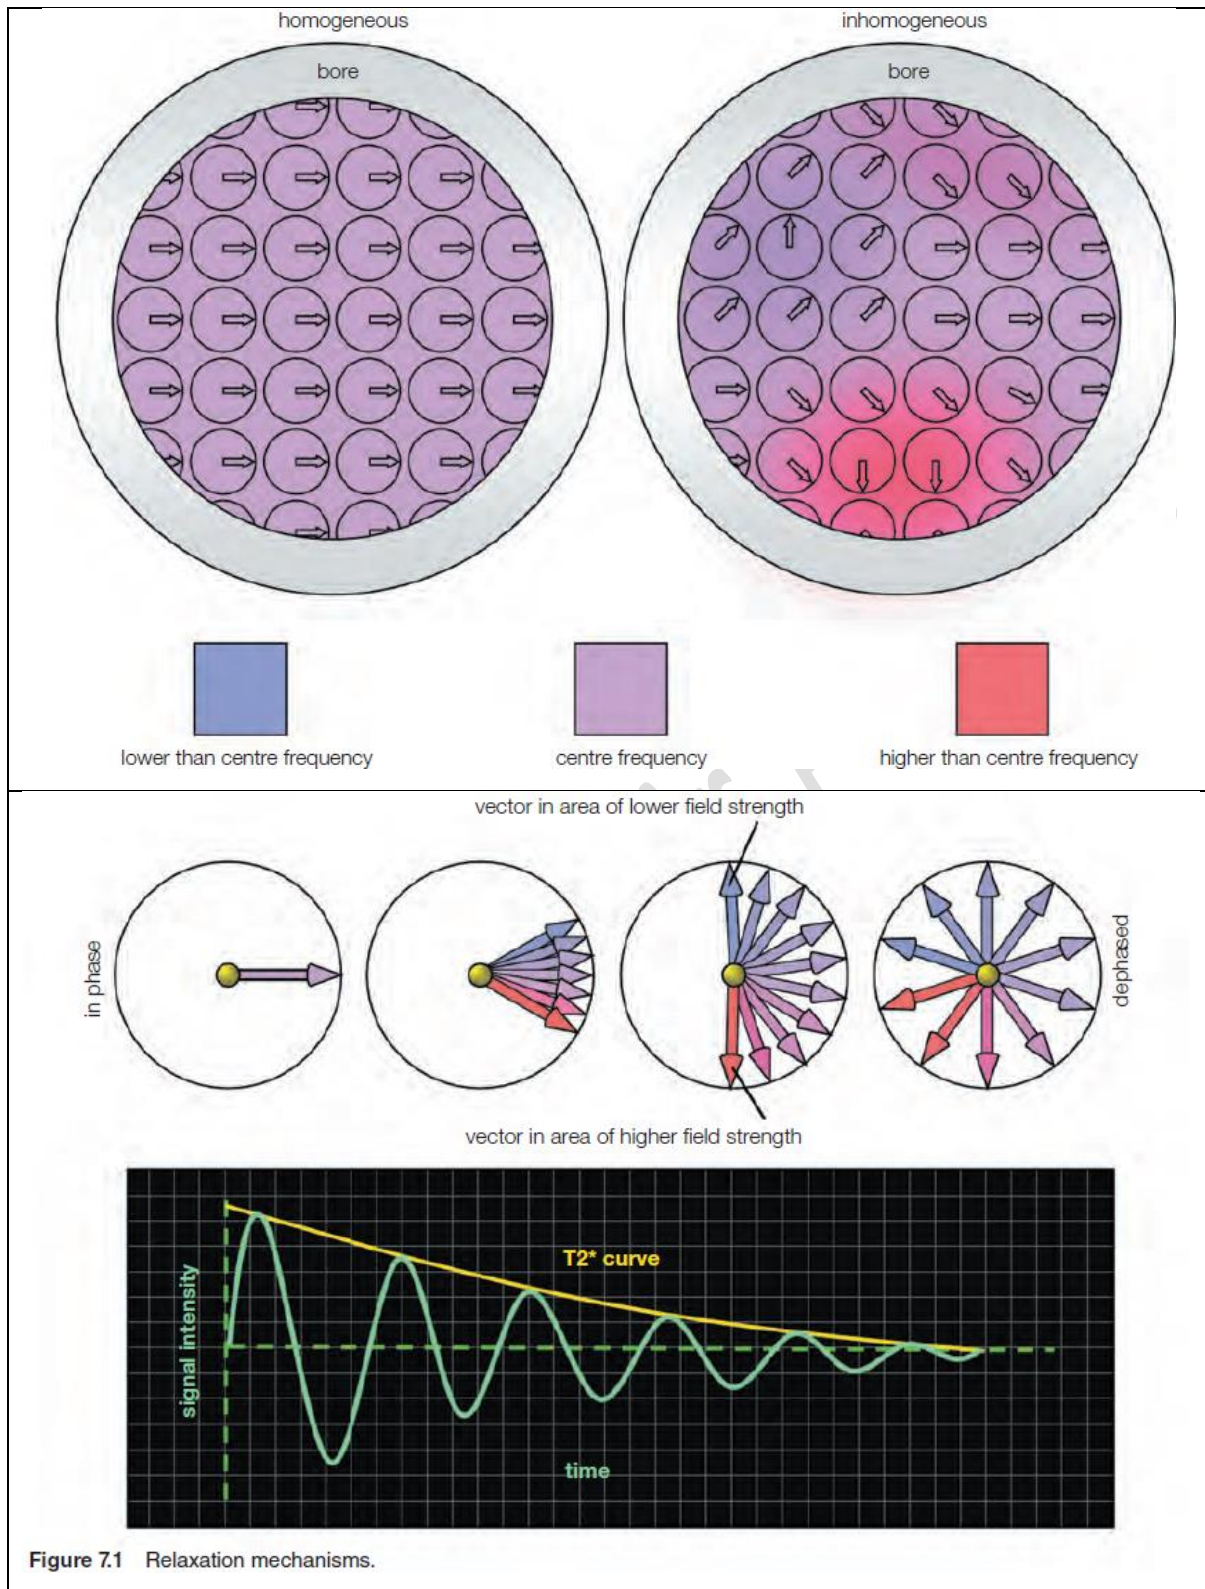 homogeneous
inhomogeneous
bore
bore
lower than centre frequency
centre frequency
higher than centre frequency
vector in area of lower field strength
in phase
dephased
vector in area of higher field strength
T2* curve
signal intensity
time
Figure 7.1 Relaxation mechanisms.